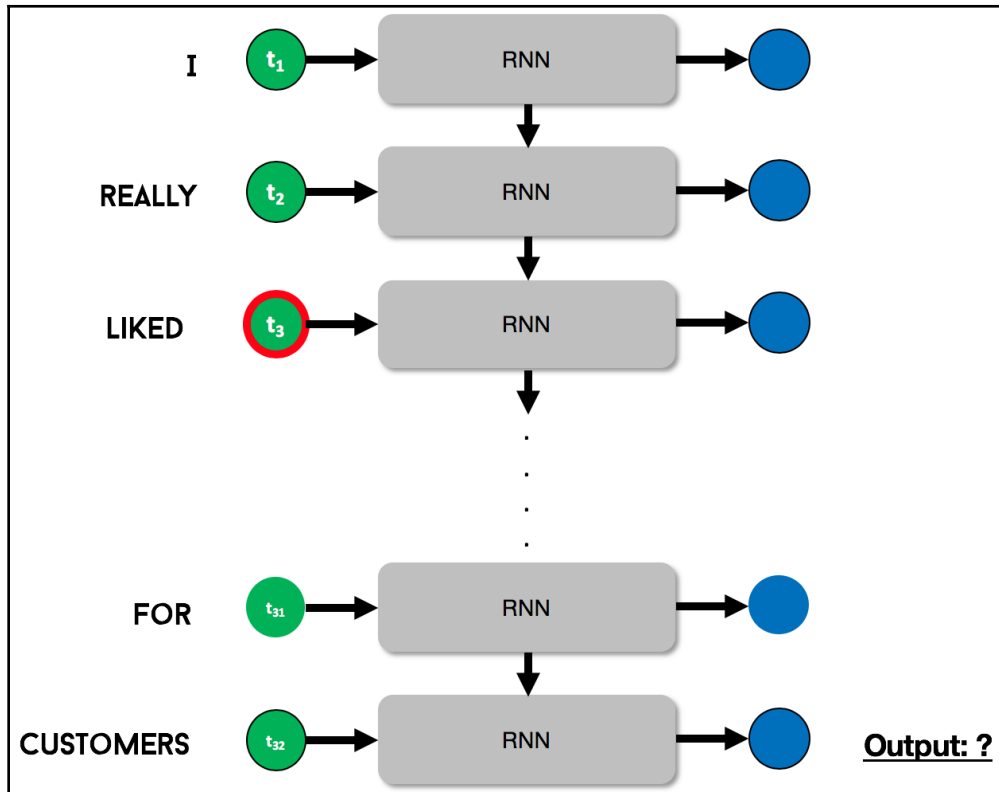 I t₁ RNN
REALLY t₂ RNN
LIKED t₃ RNN
.
.
.
.
FOR t₃₁ RNN
CUSTOMERS t₃₂ RNN Output: ?